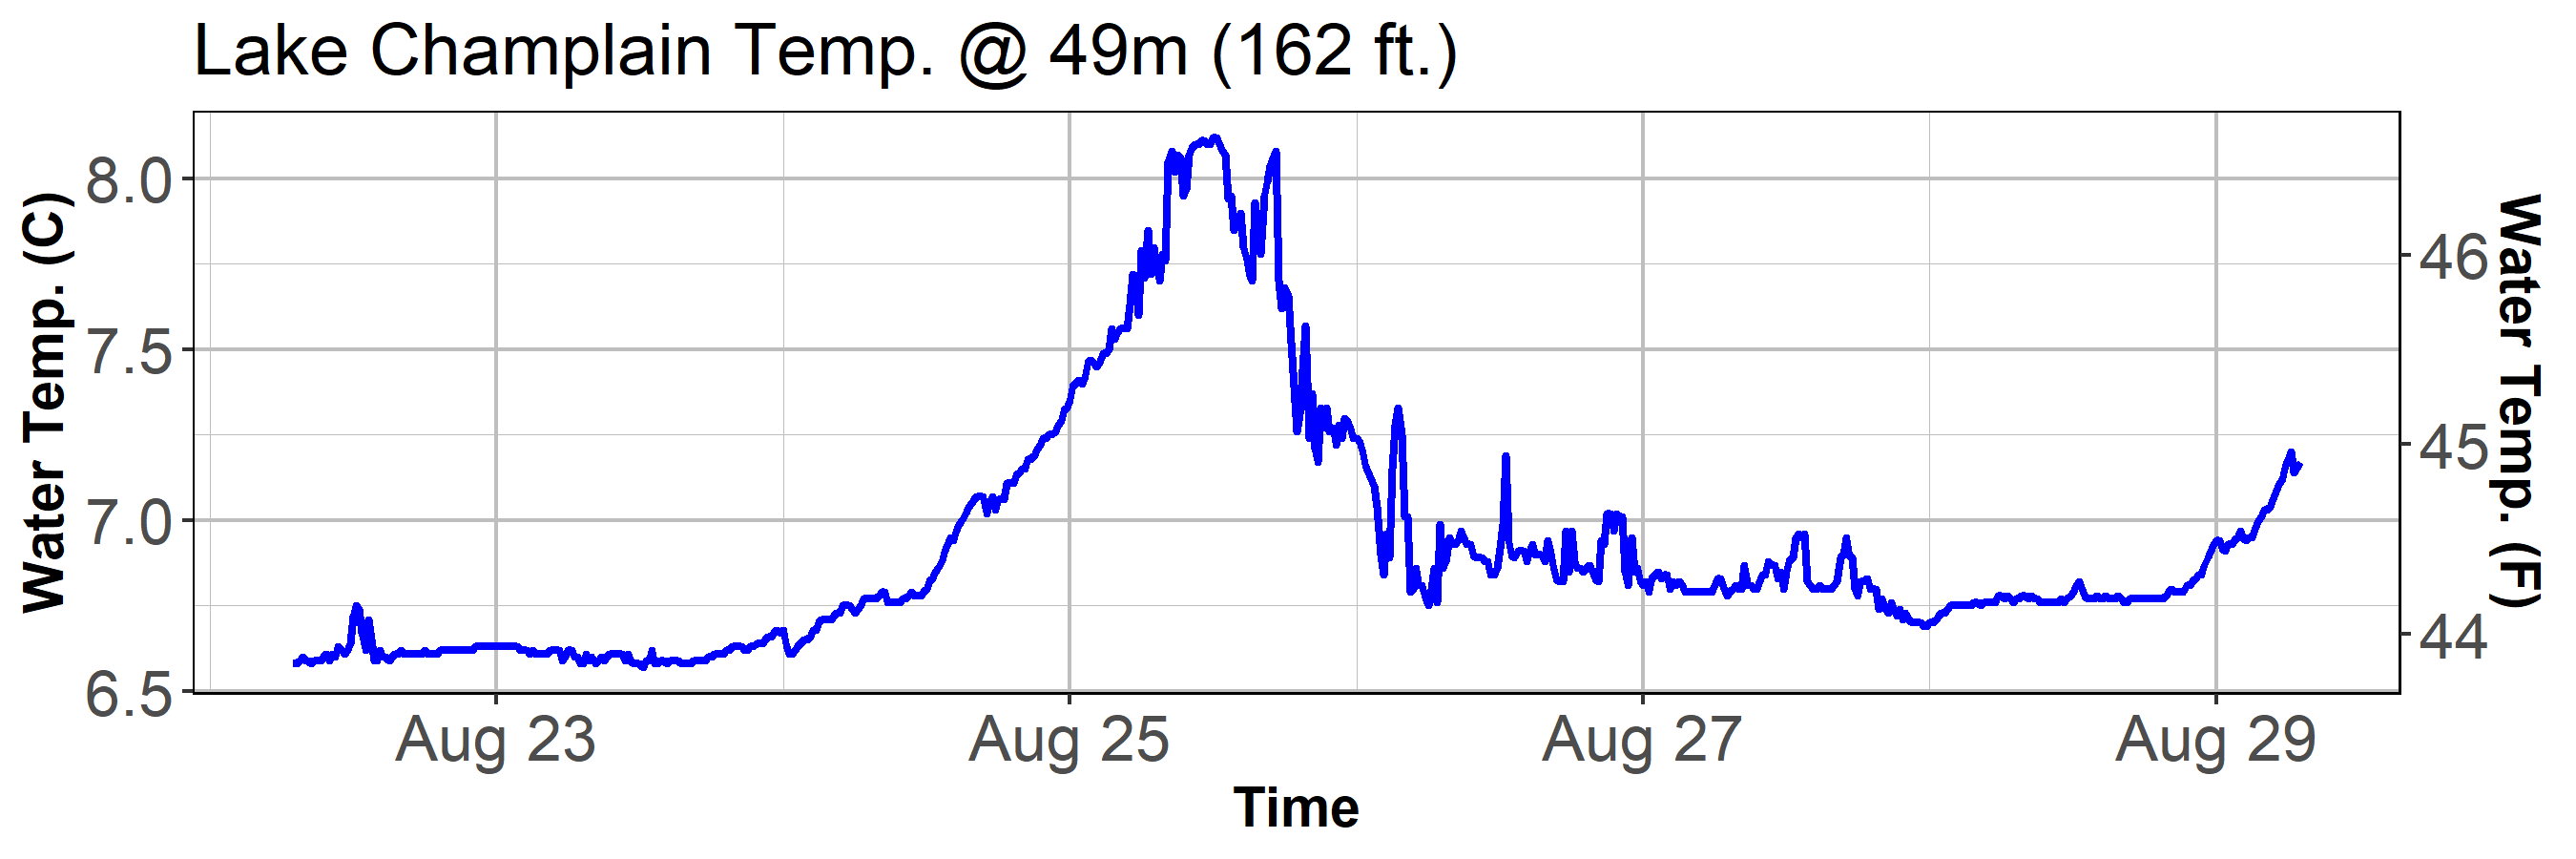 Lake Champlain Temp. @ 49m (162 ft.)
Water Temp. (C)
8.0
7.5
7.0
6.5
46
45
44
Water Temp. (F)
Aug 23
Aug 25
Aug 27
Aug 29
Time